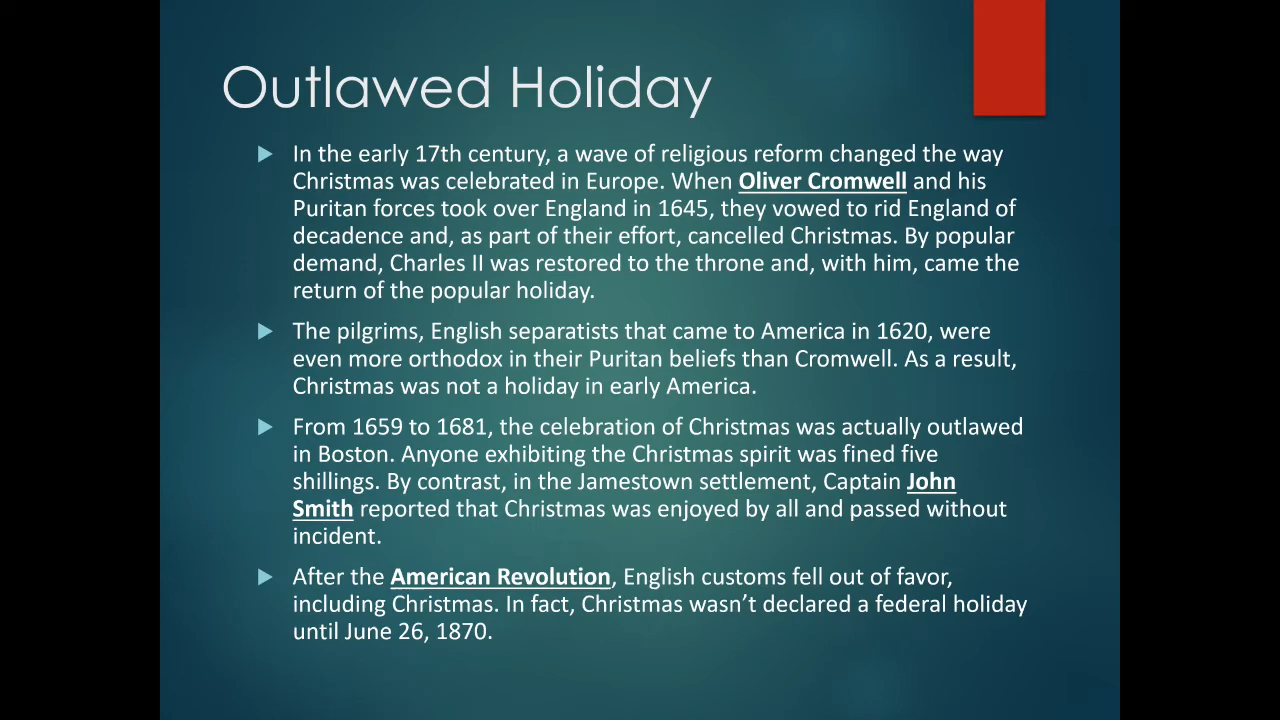 Outlawed Holiday
In the early 17th century, a wave of religious reform changed the way
Christmas was celebrated in Europe. When Oliver Cromwell and his
Puritan forces took over England in 1645, they vowed to rid England of
decadence and, as part of their effort, cancelled Christmas. By popular
demand, Charles II was restored to the throne and, with him, came the
return of the popular holiday.
The pilgrims, English separatists that came to America in 1620, were
even more orthodox in their Puritan beliefs than Cromwell. As a result,
Christmas was not a holiday in early America.
From 1659 to 1681, the celebration of Christmas was actually outlawed
in Boston. Anyone exhibiting the Christmas spirit was fined five
shillings. By contrast, in the Jamestown settlement, Captain John
Smith reported that Christmas was enjoyed by all and passed without
incident.
After the American Revolution, English customs fell out of favor,
including Christmas. In fact, Christmas wasn’t declared a federal holiday
until June 26, 1870.